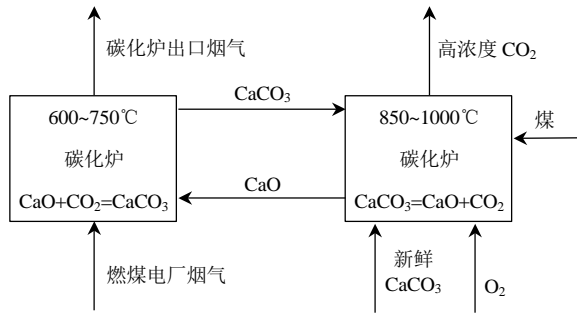 碳化炉出口烟气
高浓度 CO₂
CaCO₃
600~750℃
碳化炉
CaO+CO₂=CaCO₃
850~1000℃
碳化炉
CaCO₃=CaO+CO₂
煤
CaO
燃煤电厂烟气
新鲜
CaCO₃
O₂